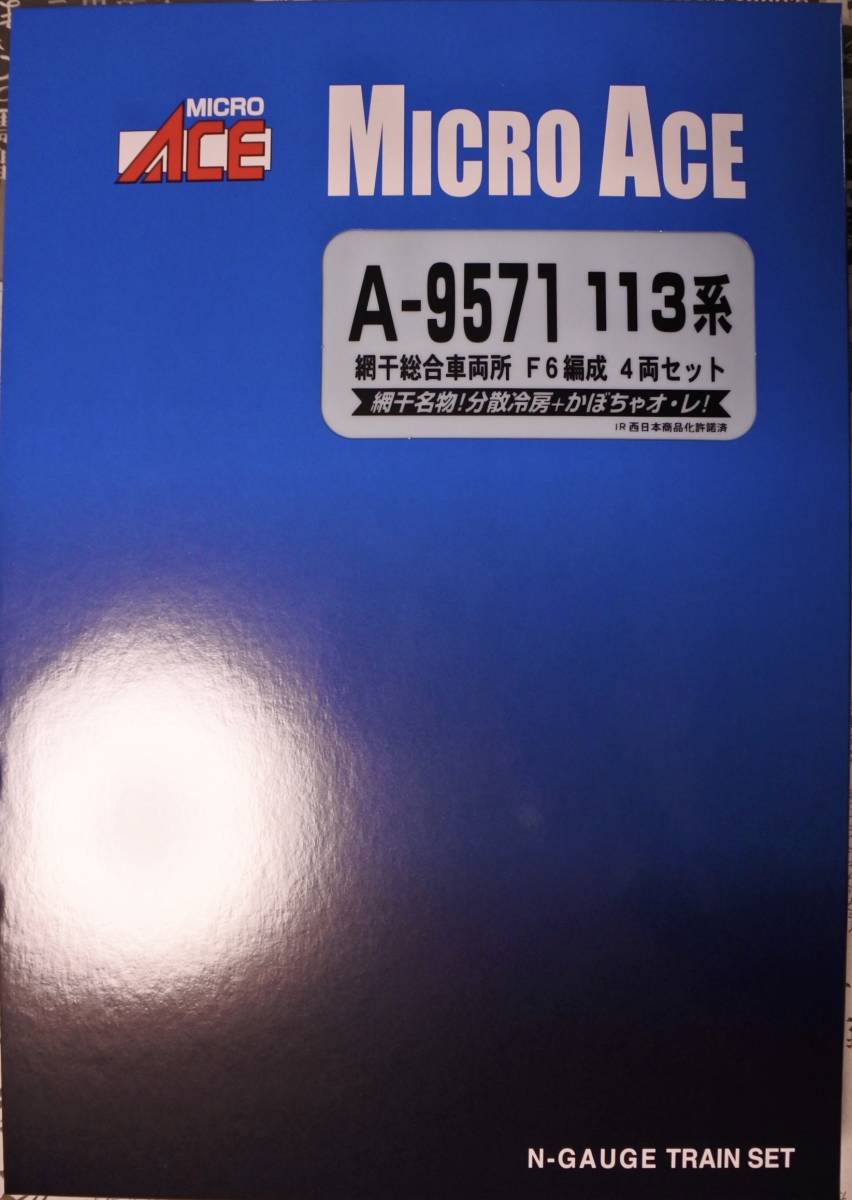 MICRO
ACE
MICRO ACE
A-9571 113系
網干総合車両所 F6編成 4両セット
網干名物!分散冷房+かぼちゃオ・レ!
JR西日本商品化許諾済
N-GAUGE TRAIN SET